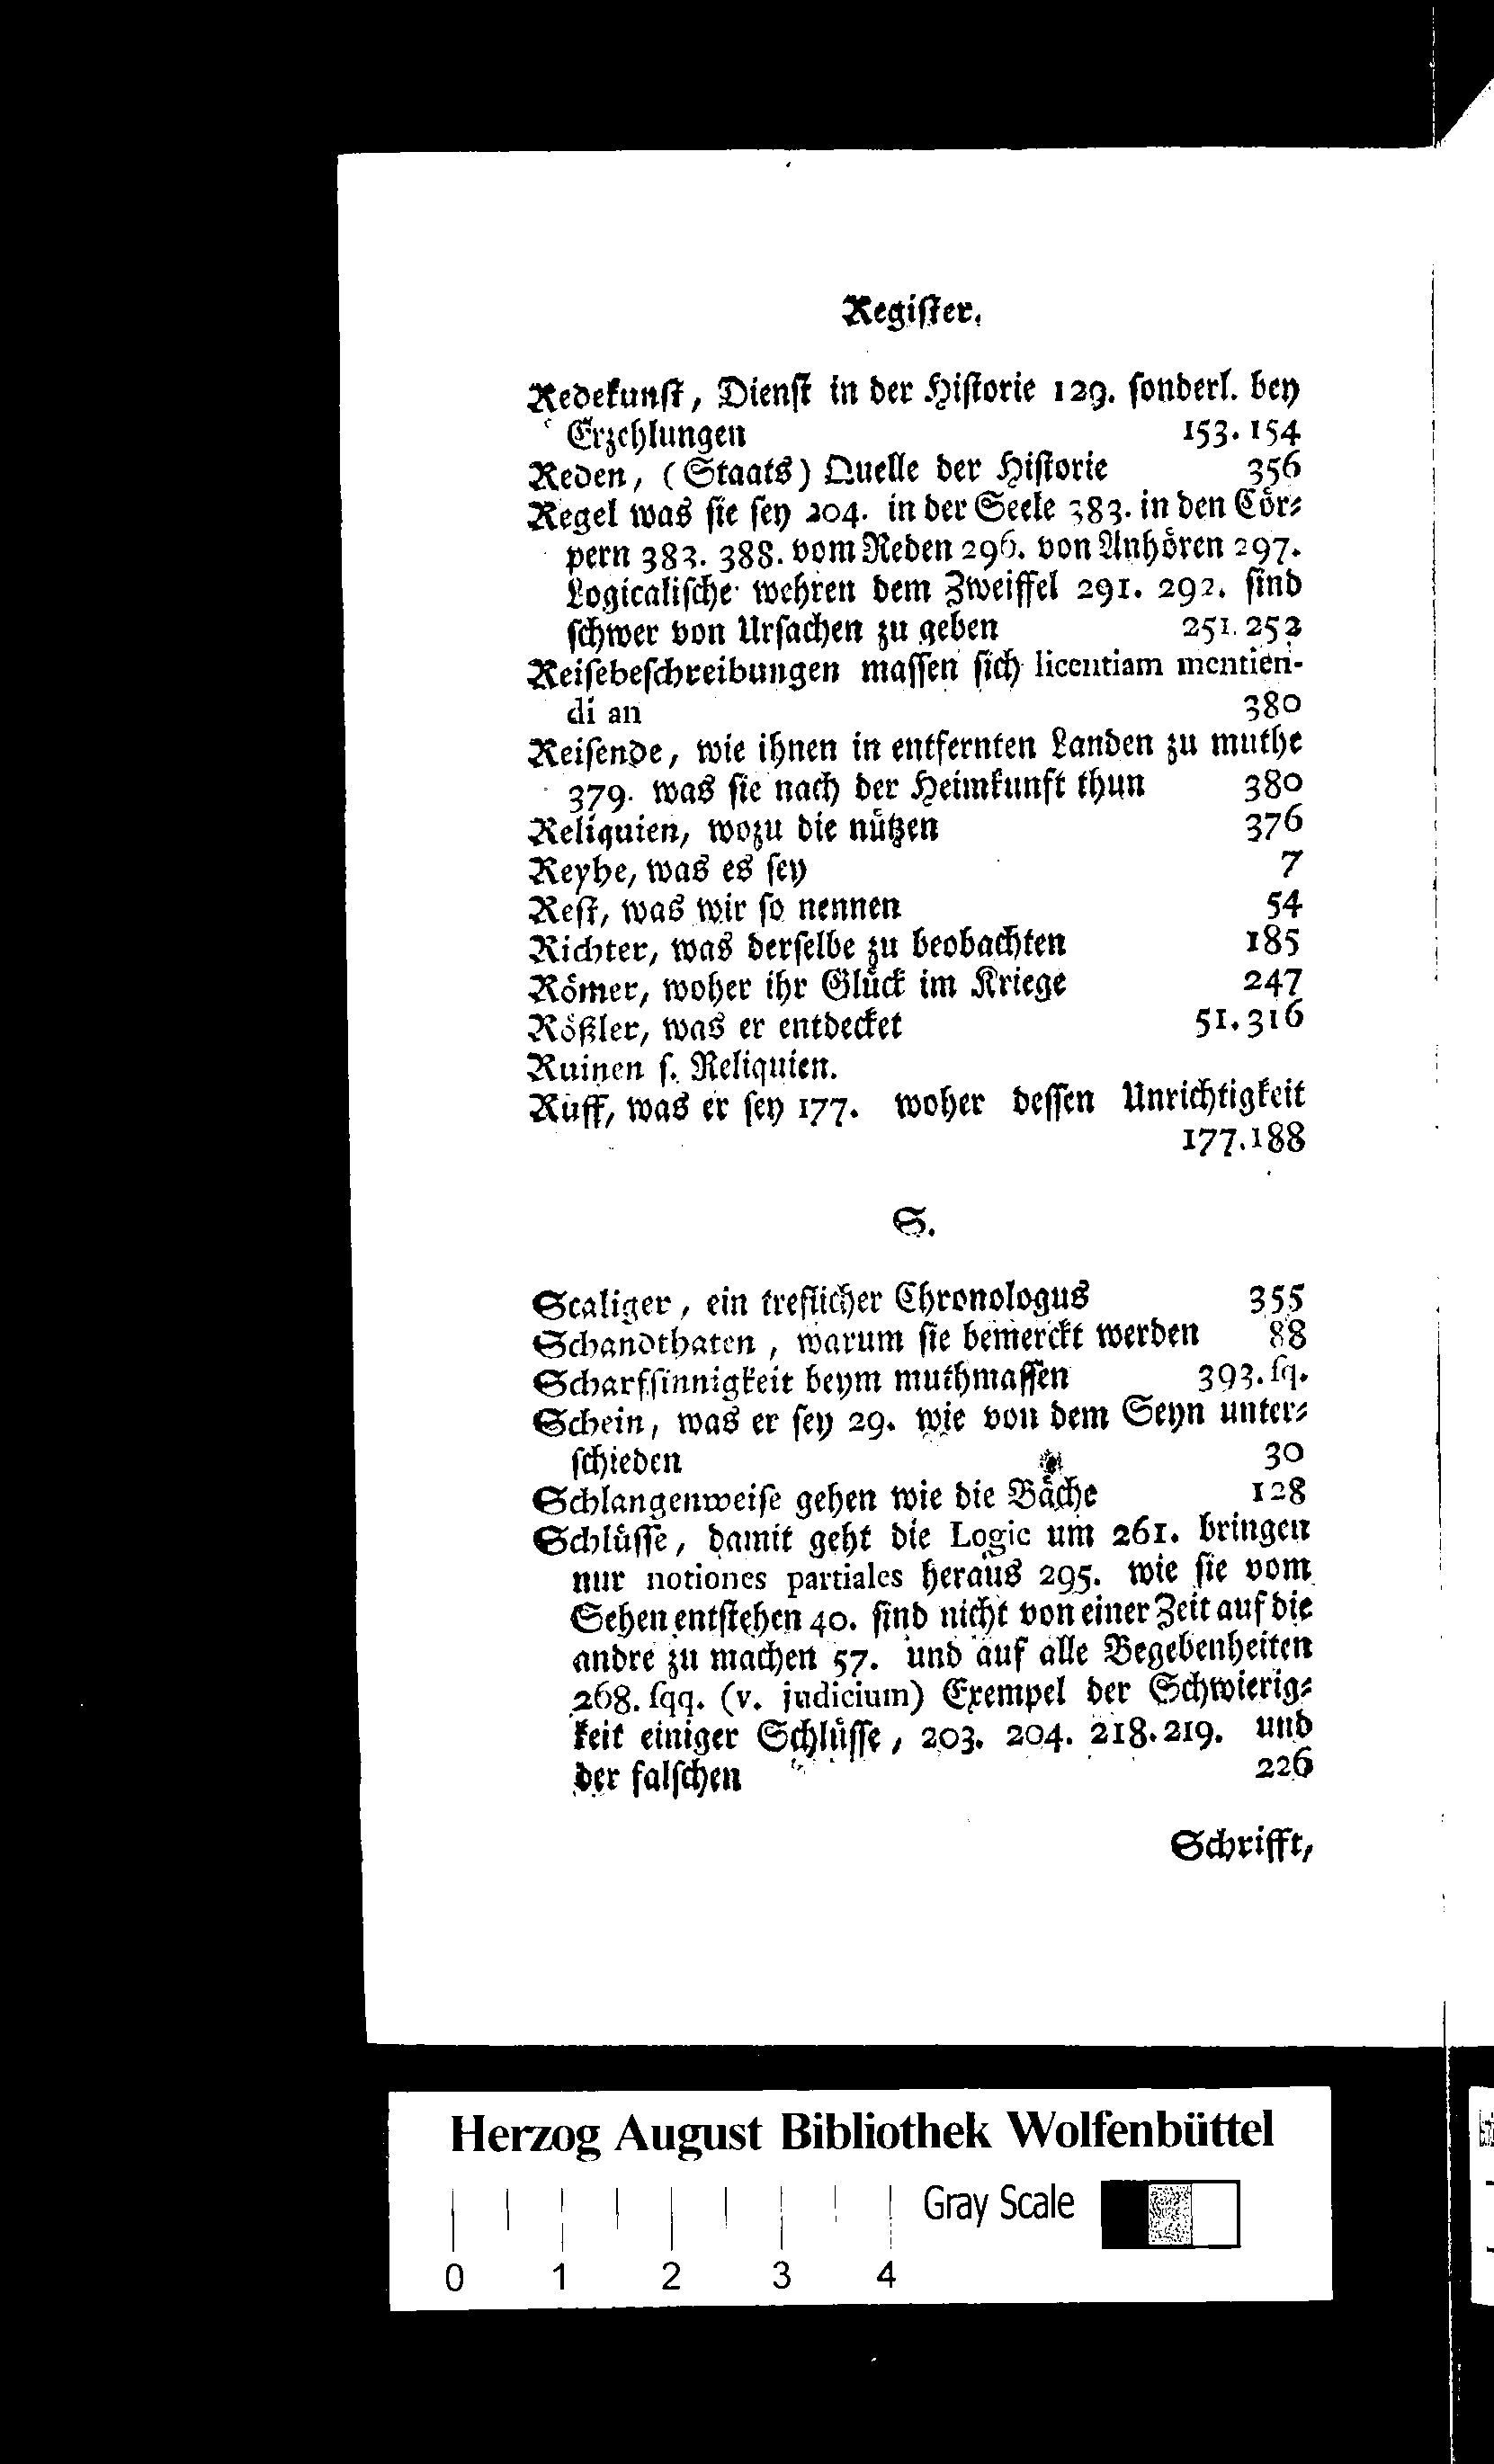 Regiſter.
Redekunſt, Dienſt in der Hiſtorie 129. ſonderl. bey
Erzehlungen 153. 154
Reden, (Staats) Quelle der Hiſtorie 356
Regel was ſie ſey 204. in der Seele 383. in den Cör⸗
pern 383. 388. vom Reden 296. von Anhören 297.
Logicaliſche wehren dem Zweiffel 291. 292. ſind
ſchwer von Urſachen zu geben 251. 252
Reiſebeſchreibungen maſſen ſich licentiam mentien-
di an 380
Reiſende, wie ihnen in entfernten Landen zu muthe
379. was ſie nach der Heimkunft thun 380
Reliquien, wozu die nützen 376
Reyhe, was es ſey 7
Reſt, was wir ſo nennen 54
Richter, was derſelbe zu beobachten 185
Römer, woher ihr Glück im Kriege 247
Rößler, was er entdecket 51. 316
Ruinen ſ. Reliquien.
Ruff, was er ſey 177. woher deſſen Unrichtigkeit
177. 188
S.
Scaliger, ein treflicher Chronologus 355
Schandthaten, warum ſie bemerckt werden 88
Scharfſinnigkeit beym muthmaſſen 393. ſq.
Schein, was er ſey 29. wie von dem Seyn unter⸗
ſchieden 30
Schlangenweiſe gehen wie die Bäche 128
Schlüſſe, damit geht die Logic um 261. bringen
nur notiones partiales heraus 295. wie ſie vom
Sehen entſtehen 40. ſind nicht von einer Zeit auf die
andre zu machen 57. und auf alle Begebenheiten
268. ſqq. (v. judicium) Exempel der Schwierig⸗
keit einiger Schlüſſe, 203. 204. 218. 219. und
der falſchen 226
Schrifft,
Herzog August Bibliothek Wolfenbüttel
Gray Scale
0 1 2 3 4